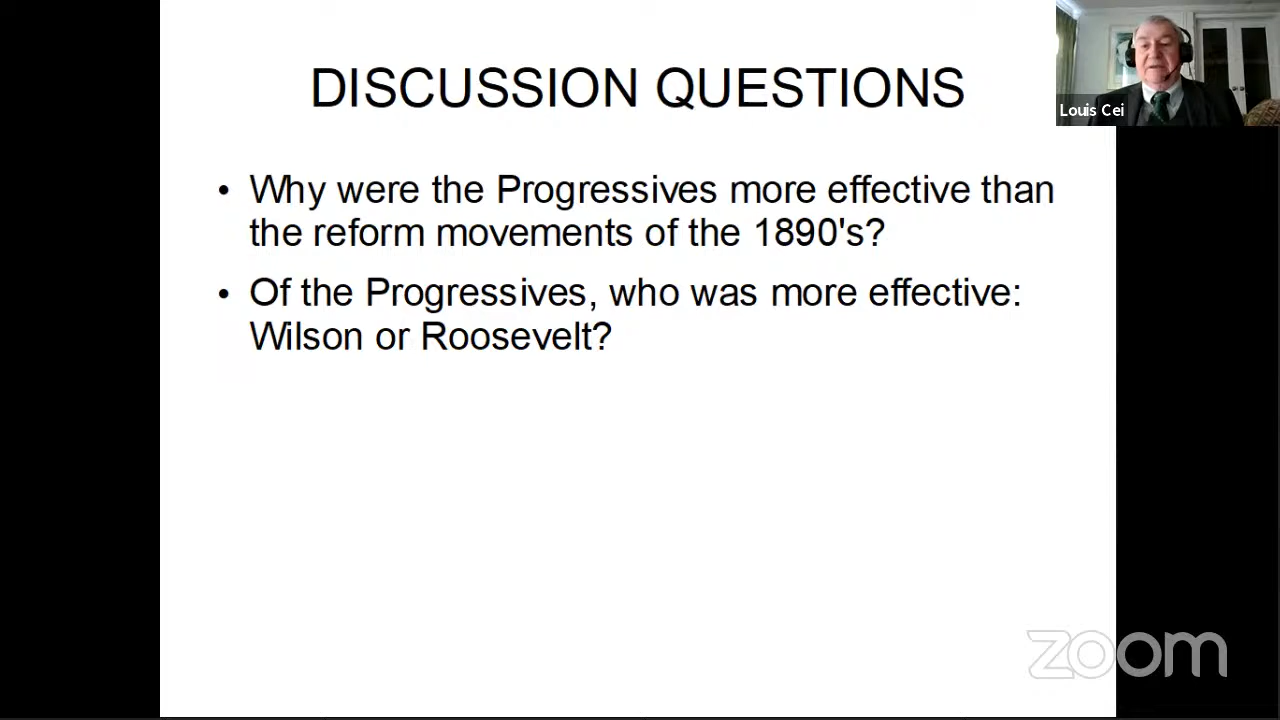 DISCUSSION QUESTIONS
Louis Cei
• Why were the Progressives more effective than
the reform movements of the 1890's?
• Of the Progressives, who was more effective:
Wilson or Roosevelt?
zoom